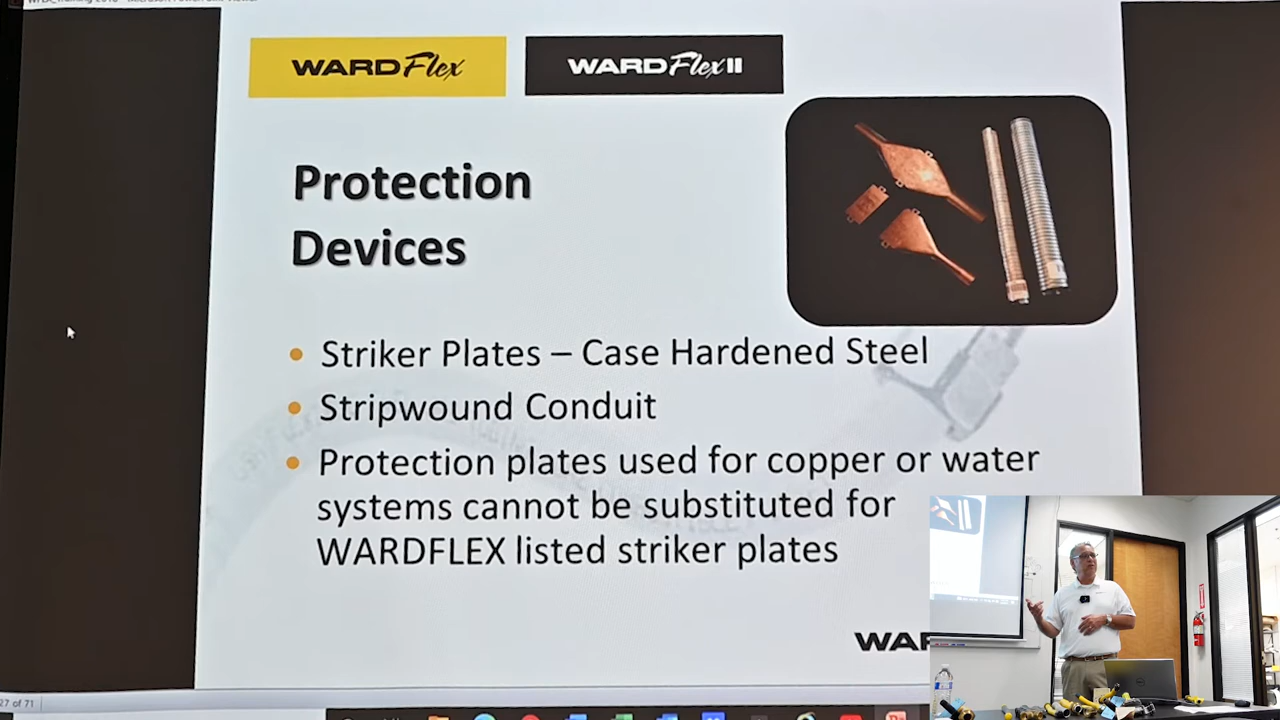 WARDFlex WARDFlex II
Protection
Devices
Striker Plates – Case Hardened Steel
Stripwound Conduit
Protection plates used for copper or water
systems cannot be substituted for
WARDFLEX listed striker plates
27 of 71